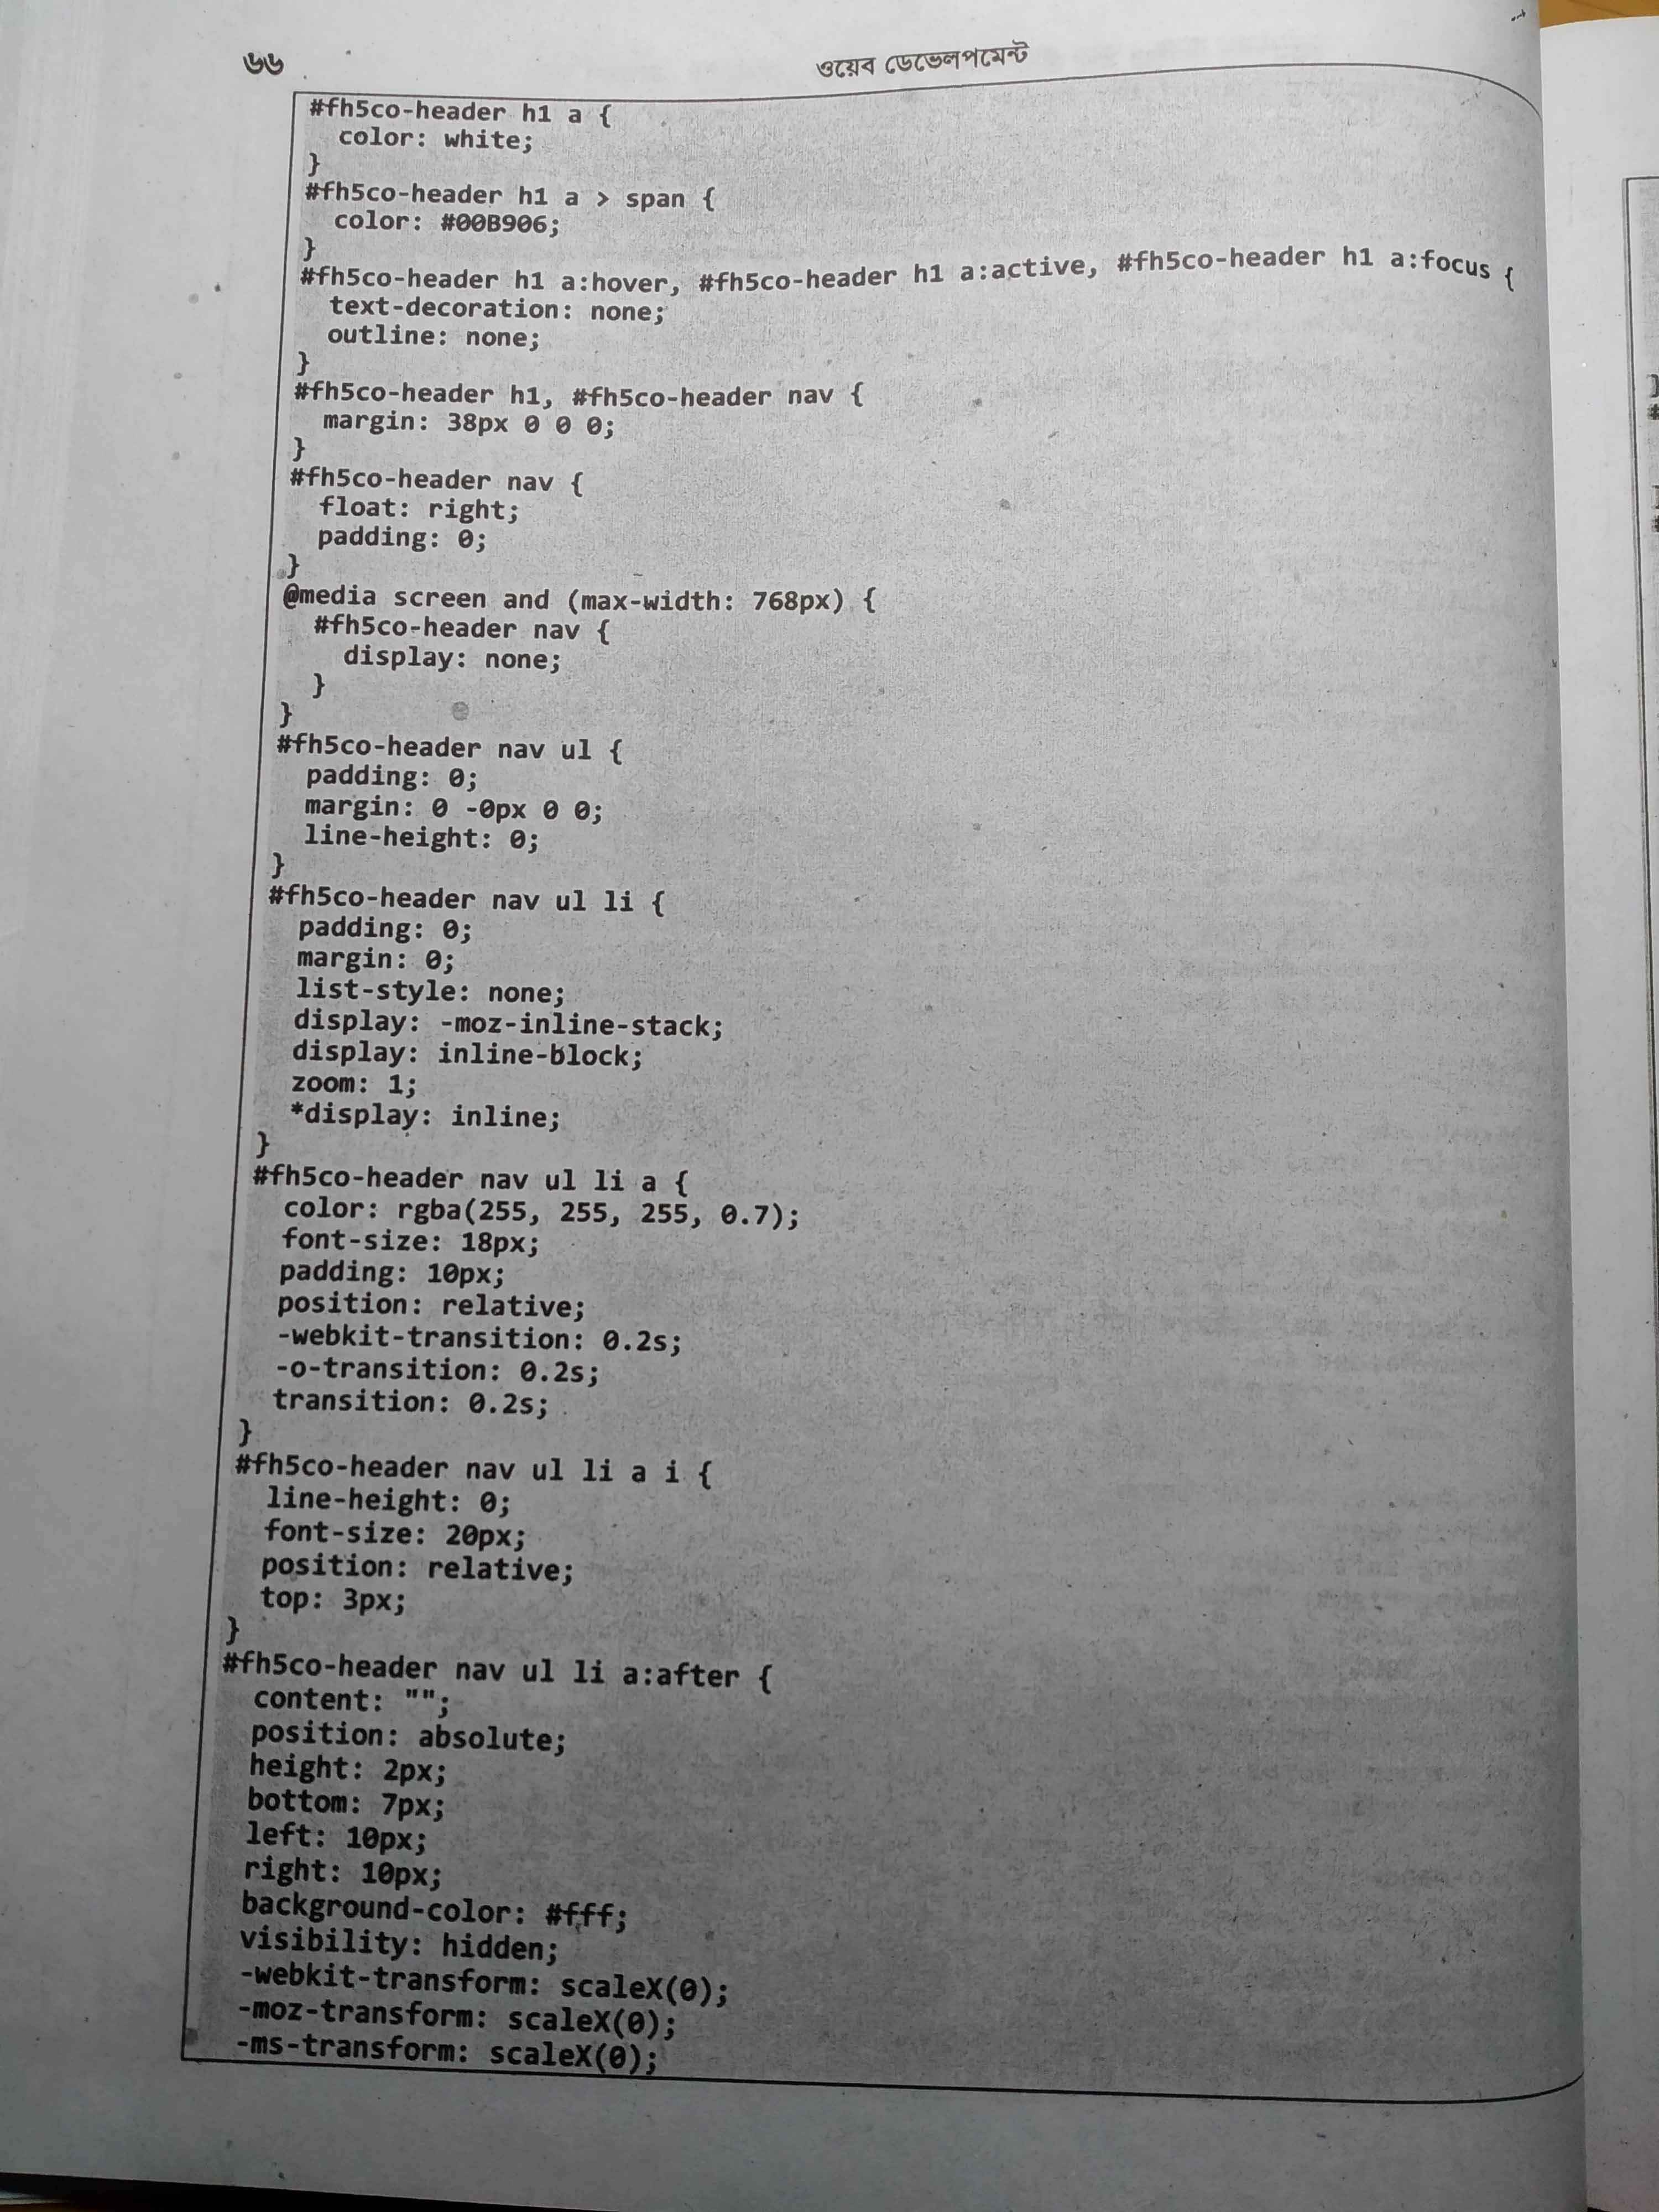 ৬৬
ওয়েব ডেভেলপমেন্ট
#fh5co-header h1 a {
  color: white;
}
#fh5co-header h1 a > span {
  color: #00B906;
}
#fh5co-header h1 a:hover, #fh5co-header h1 a:active, #fh5co-header h1 a:focus {
  text-decoration: none;
  outline: none;
}
#fh5co-header h1, #fh5co-header nav {
  margin: 38px 0 0 0;
}
#fh5co-header nav {
  float: right;
  padding: 0;
}
@media screen and (max-width: 768px) {
  #fh5co-header nav {
    display: none;
  }
}
#fh5co-header nav ul {
  padding: 0;
  margin: 0 -0px 0 0;
  line-height: 0;
}
#fh5co-header nav ul li {
  padding: 0;
  margin: 0;
  list-style: none;
  display: -moz-inline-stack;
  display: inline-block;
  zoom: 1;
  *display: inline;
}
#fh5co-header nav ul li a {
  color: rgba(255, 255, 255, 0.7);
  font-size: 18px;
  padding: 10px;
  position: relative;
  -webkit-transition: 0.2s;
  -o-transition: 0.2s;
  transition: 0.2s;
}
#fh5co-header nav ul li a i {
  line-height: 0;
  font-size: 20px;
  position: relative;
  top: 3px;
}
#fh5co-header nav ul li a:after {
  content: "";
  position: absolute;
  height: 2px;
  bottom: 7px;
  left: 10px;
  right: 10px;
  background-color: #fff;
  visibility: hidden;
  -webkit-transform: scaleX(0);
  -moz-transform: scaleX(0);
  -ms-transform: scaleX(0);